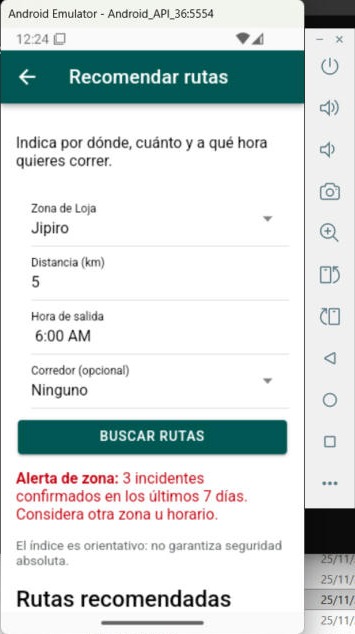 Android Emulator - Android_API_36:5554
12:24
Recomendar rutas
Indica por dónde, cuánto y a qué hora
quieres correr.
Zona de Loja
Jipiro
Distancia (km)
5
Hora de salida
6:00 AM
Corredor (opcional)
Ninguno
BUSCAR RUTAS
Alerta de zona: 3 incidentes
confirmados en los últimos 7 días.
Considera otra zona u horario.
El índice es orientativo: no garantiza seguridad
absoluta.
Rutas recomendadas
25/11/
25/11/
25/11/
25/11/